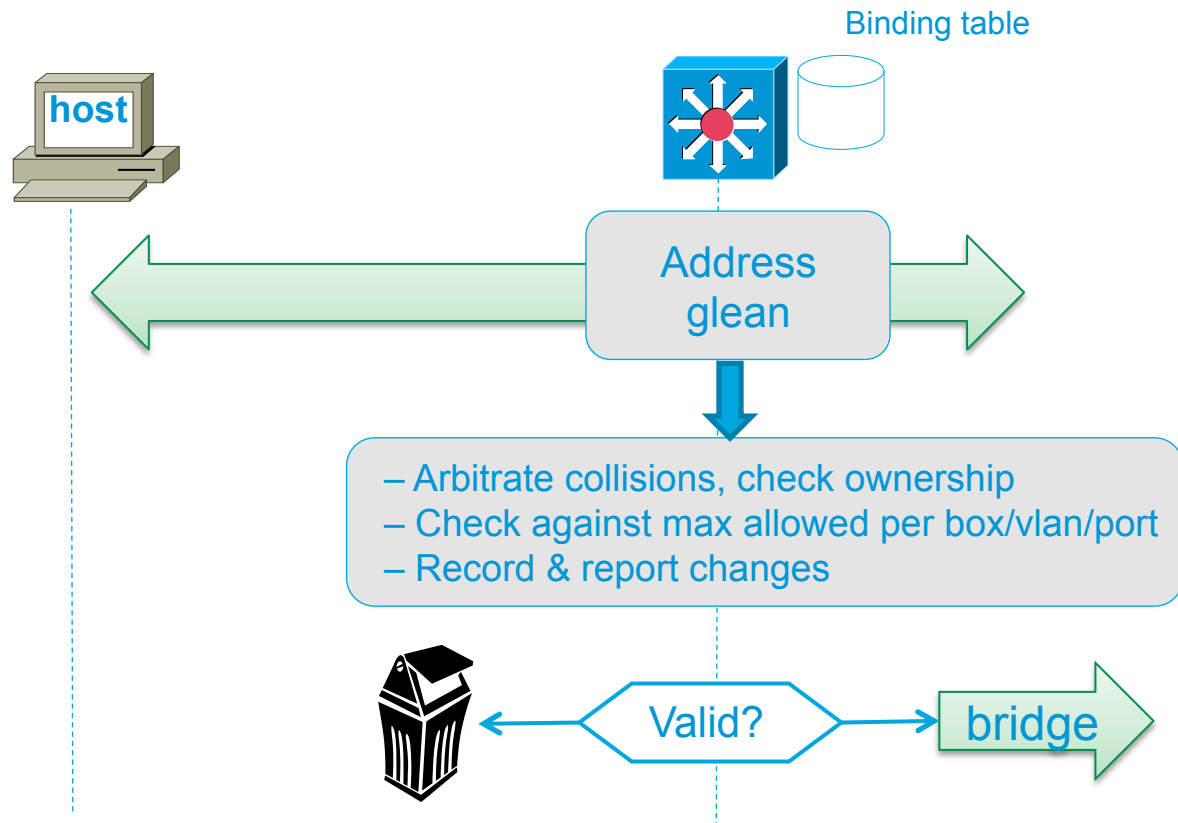 Binding table
host
Address
glean
– Arbitrate collisions, check ownership
– Check against max allowed per box/vlan/port
– Record & report changes
Valid?
bridge